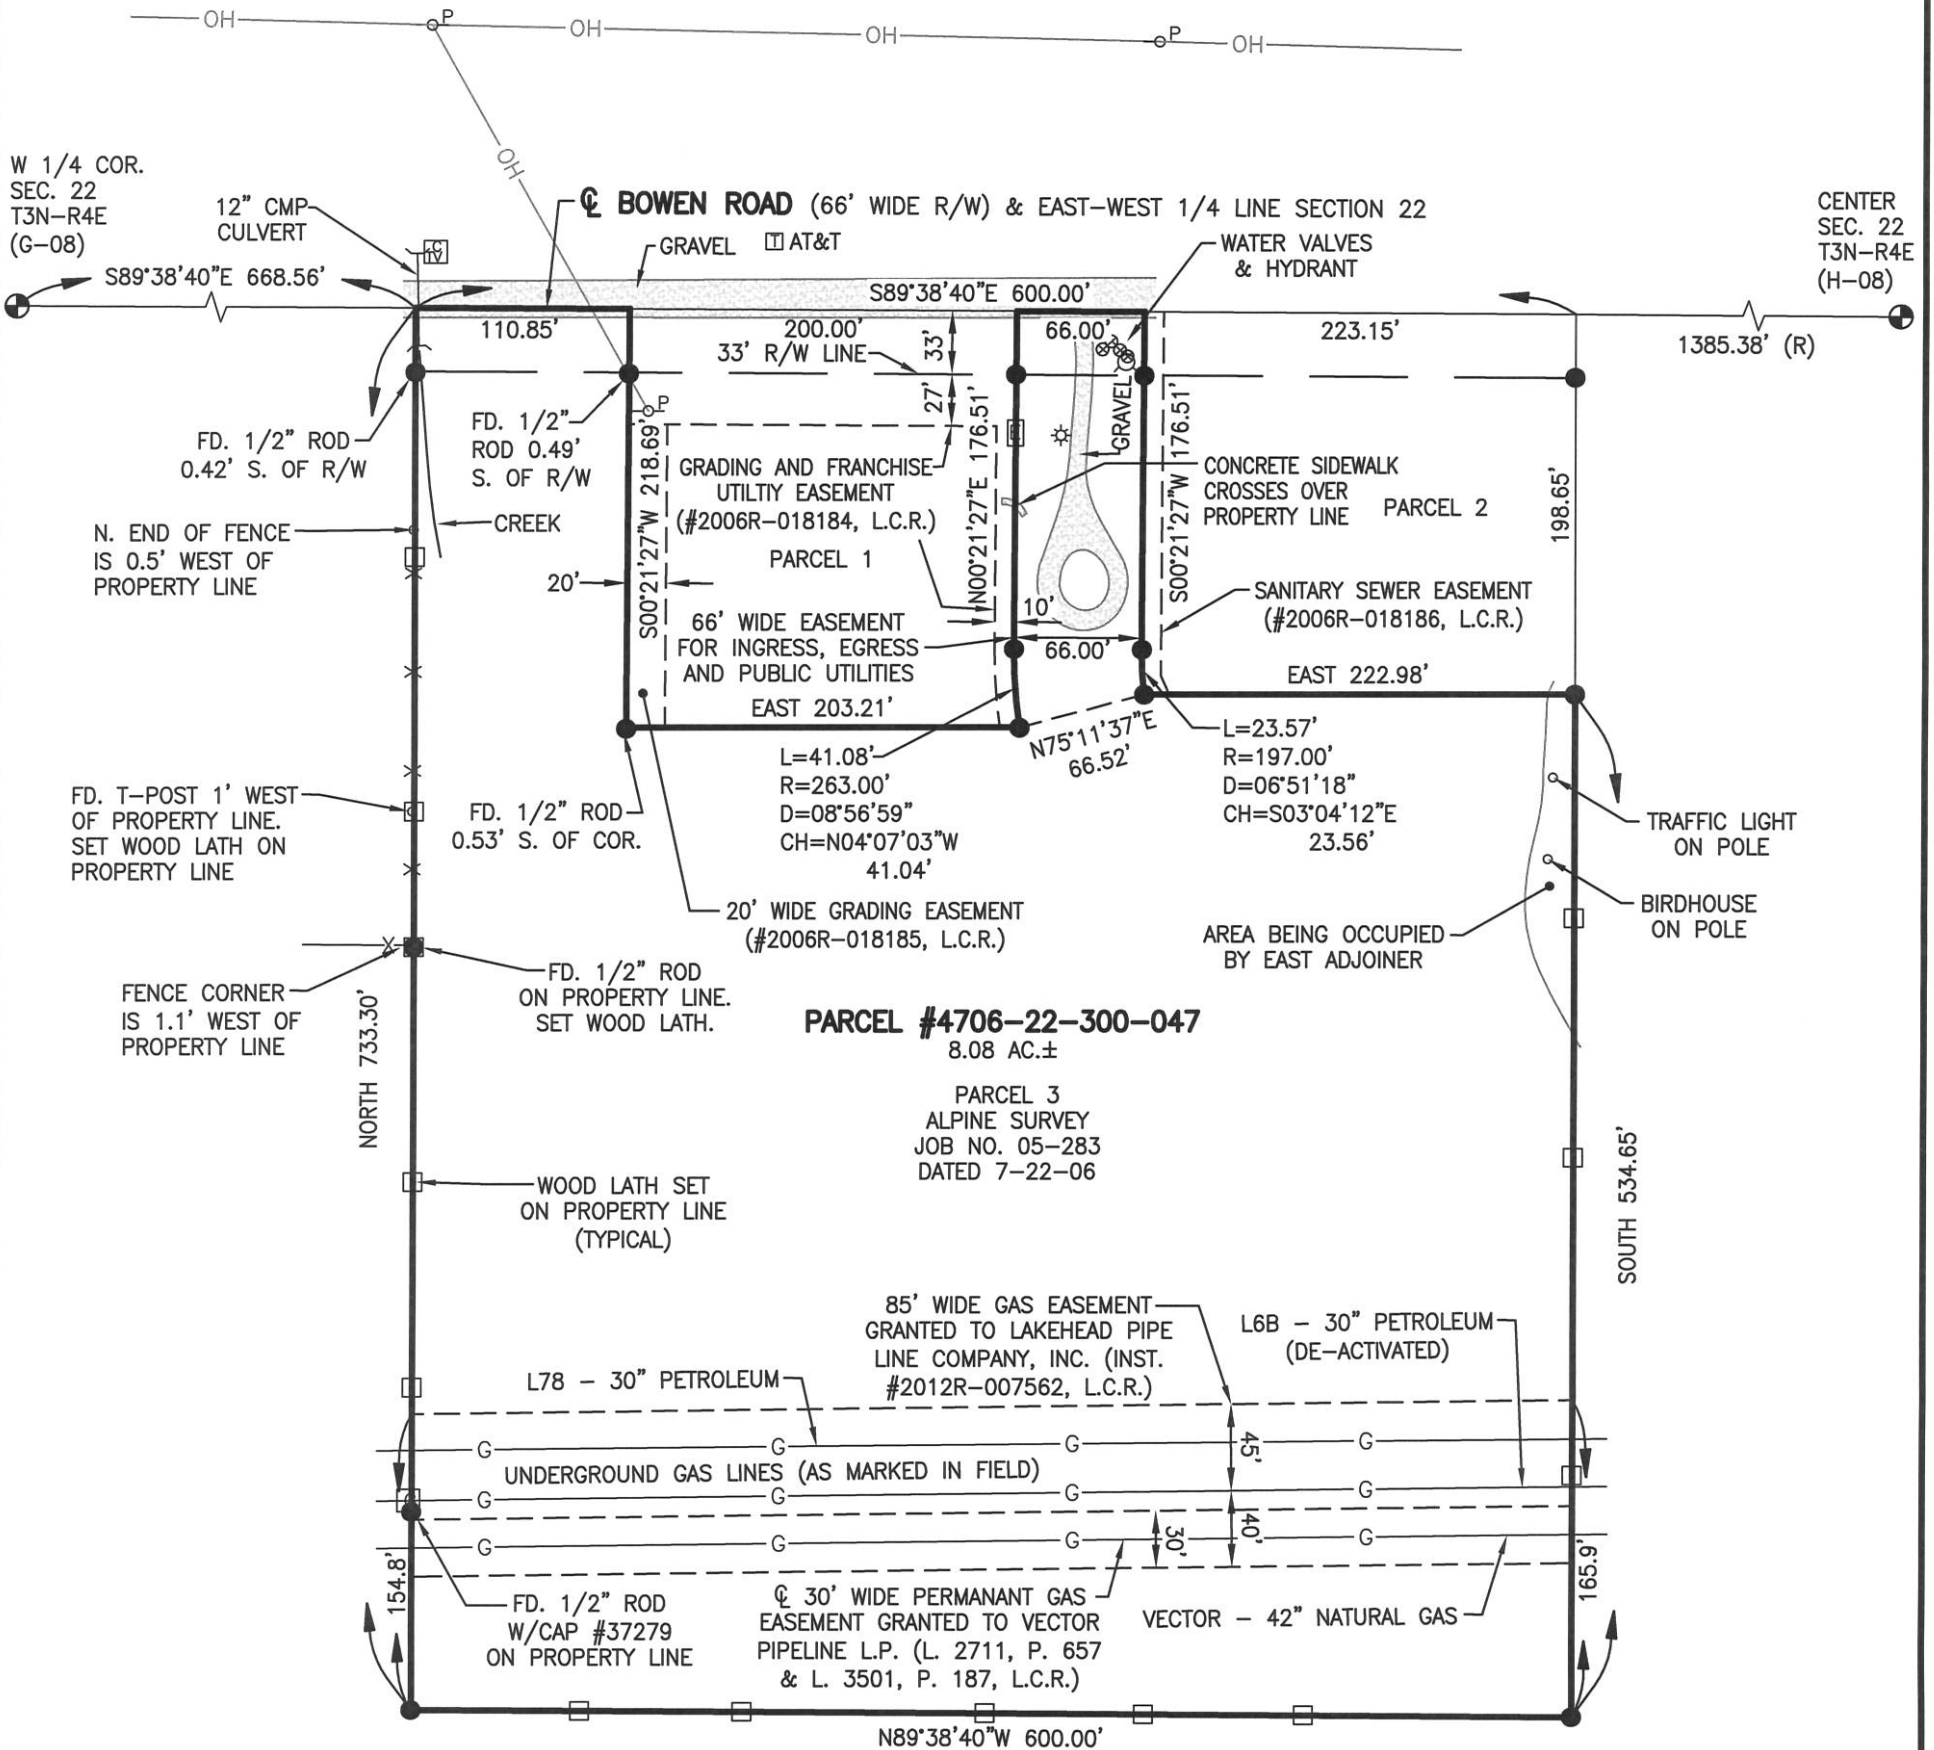 OH
P
OH
OH
P
OH
OH
W 1/4 COR.
SEC. 22
T3N-R4E
(G-08)
12" CMP
CULVERT
C
TV
℄ BOWEN ROAD (66' WIDE R/W) & EAST-WEST 1/4 LINE SECTION 22
GRAVEL
T AT&T
WATER VALVES
& HYDRANT
CENTER
SEC. 22
T3N-R4E
(H-08)
S89°38'40"E 668.56'
S89°38'40"E 600.00'
110.85'
200.00'
66.00'
223.15'
1385.38' (R)
33' R/W LINE
33'
27'
P
FD. 1/2" ROD
0.42' S. OF R/W
FD. 1/2"
ROD 0.49'
S. OF R/W
S00°21'27"W 218.69'
GRADING AND FRANCHISE
UTILTIY EASEMENT
(#2006R-018184, L.C.R.)
N00°21'27"E 176.51'
GRAVEL
S00°21'27"W 176.51'
CONCRETE SIDEWALK
CROSSES OVER
PROPERTY LINE
PARCEL 2
198.65'
N. END OF FENCE
IS 0.5' WEST OF
PROPERTY LINE
CREEK
PARCEL 1
20'
10'
SANITARY SEWER EASEMENT
(#2006R-018186, L.C.R.)
66' WIDE EASEMENT
FOR INGRESS, EGRESS
AND PUBLIC UTILITIES
66.00'
EAST 222.98'
EAST 203.21'
N75°11'37"E
66.52'
L=41.08'
R=263.00'
D=08°56'59"
CH=N04°07'03"W
41.04'
L=23.57'
R=197.00'
D=06°51'18"
CH=S03°04'12"E
23.56'
FD. T-POST 1' WEST
OF PROPERTY LINE.
SET WOOD LATH ON
PROPERTY LINE
FD. 1/2" ROD
0.53' S. OF COR.
TRAFFIC LIGHT
ON POLE
BIRDHOUSE
ON POLE
20' WIDE GRADING EASEMENT
(#2006R-018185, L.C.R.)
AREA BEING OCCUPIED
BY EAST ADJOINER
X
FD. 1/2" ROD
ON PROPERTY LINE.
SET WOOD LATH.
FENCE CORNER
IS 1.1' WEST OF
PROPERTY LINE
NORTH 733.30'
PARCEL #4706-22-300-047
8.08 AC.±
PARCEL 3
ALPINE SURVEY
JOB NO. 05-283
DATED 7-22-06
SOUTH 534.65'
WOOD LATH SET
ON PROPERTY LINE
(TYPICAL)
85' WIDE GAS EASEMENT
GRANTED TO LAKEHEAD PIPE
LINE COMPANY, INC. (INST.
#2012R-007562, L.C.R.)
L6B - 30" PETROLEUM
(DE-ACTIVATED)
L78 - 30" PETROLEUM
G G G G
45'
UNDERGROUND GAS LINES (AS MARKED IN FIELD)
G G G G
40'
30'
G G G G
154.8'
165.9'
FD. 1/2" ROD
W/CAP #37279
ON PROPERTY LINE
℄ 30' WIDE PERMANANT GAS
EASEMENT GRANTED TO VECTOR
PIPELINE L.P. (L. 2711, P. 657
& L. 3501, P. 187, L.C.R.)
VECTOR - 42" NATURAL GAS
N89°38'40"W 600.00'